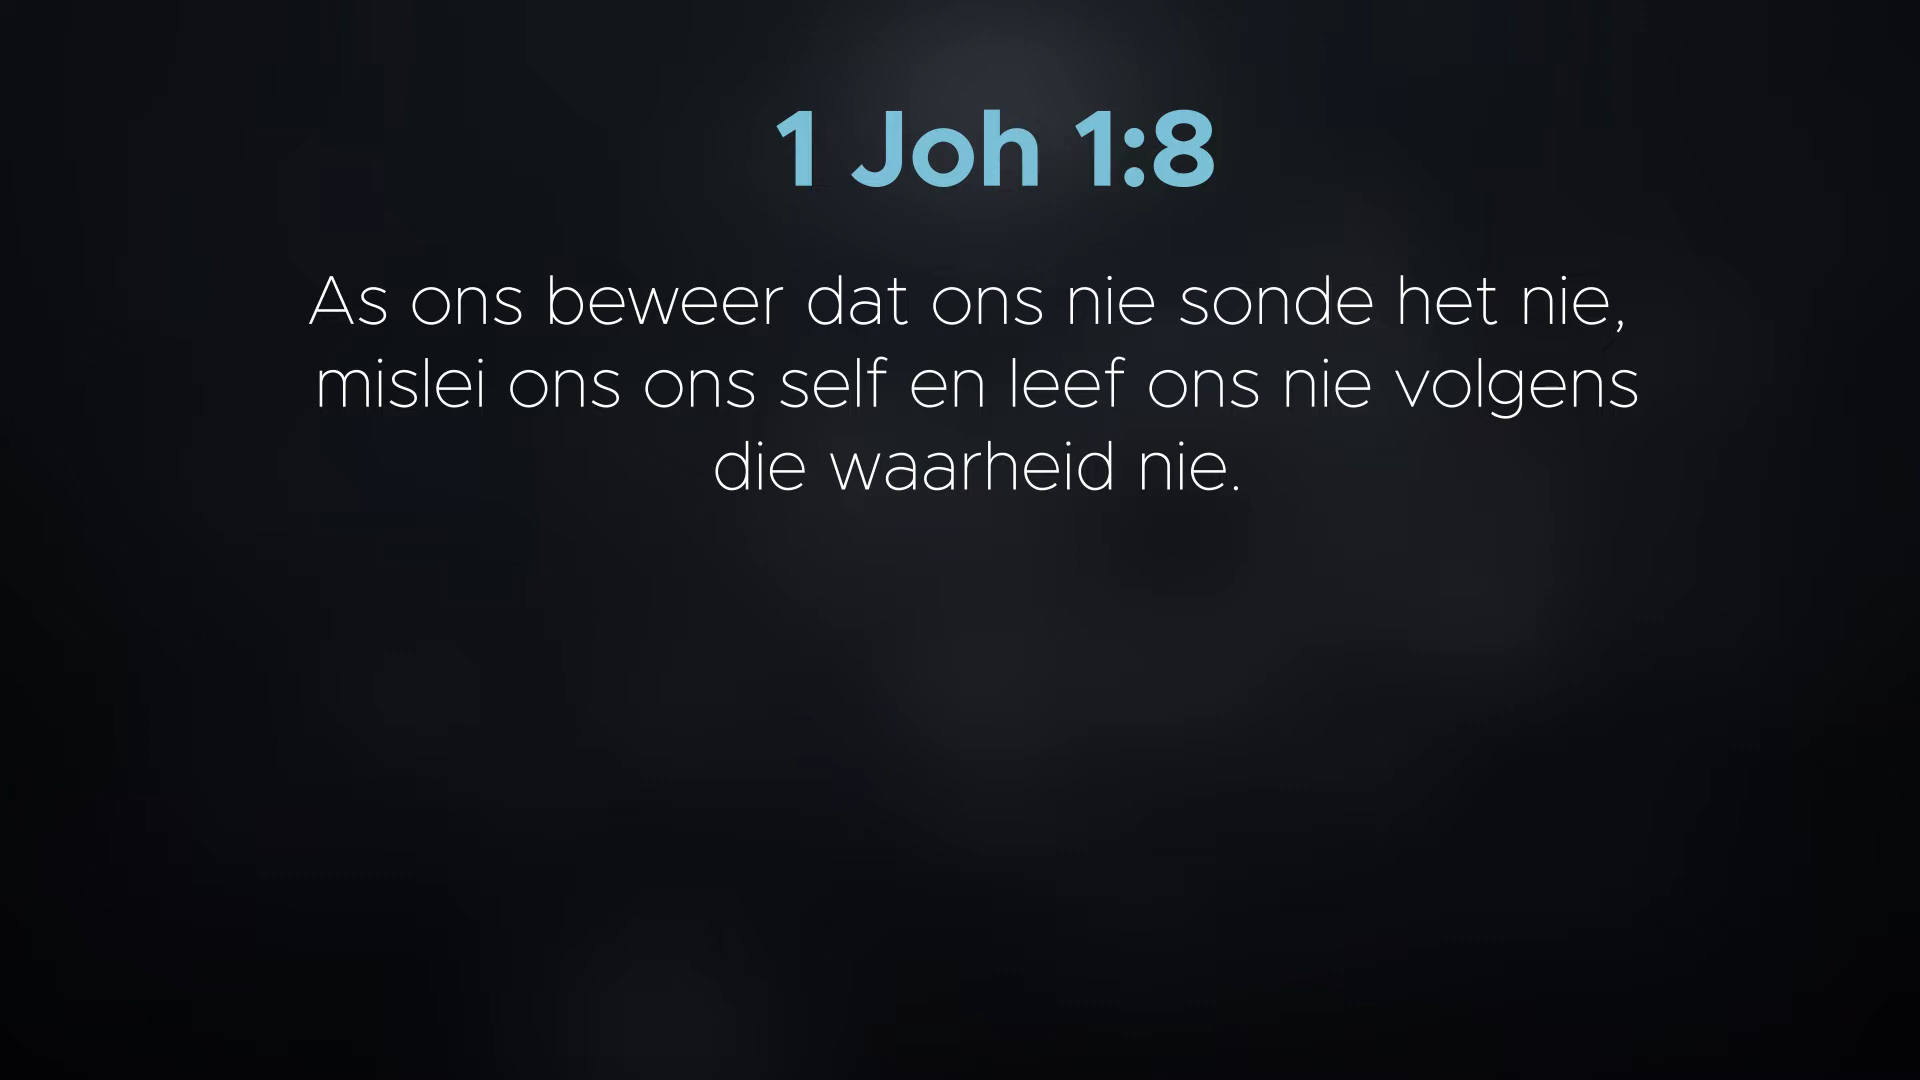 1 Joh 1:8
As ons beweer dat ons nie sonde het nie,
mislei ons ons self en leef ons nie volgens
die waarheid nie.